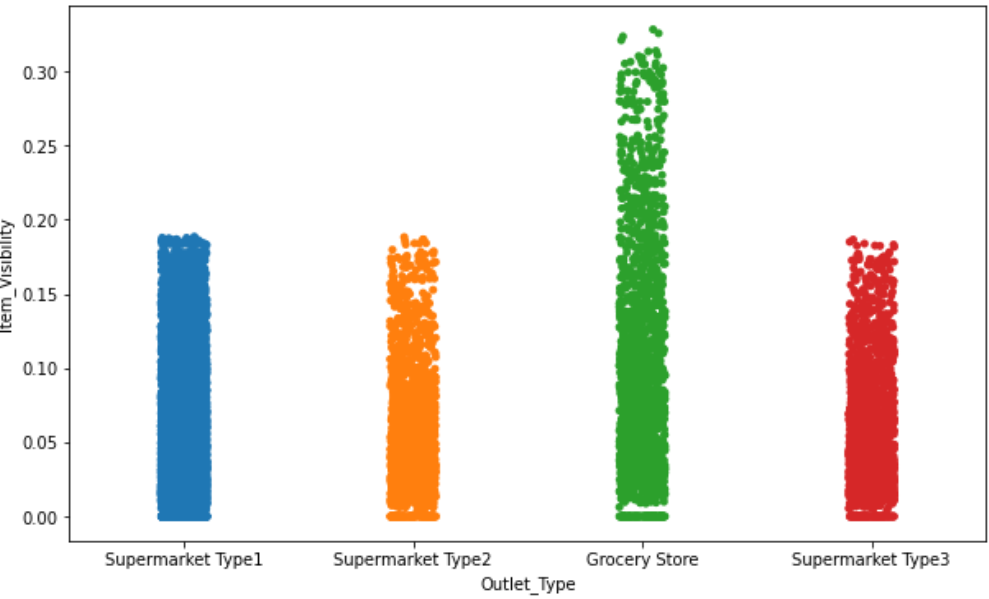 0.30
0.25
0.20
0.15
0.10
0.05
0.00
Item_Visibility
Supermarket Type1 Supermarket Type2 Grocery Store Supermarket Type3
Outlet_Type